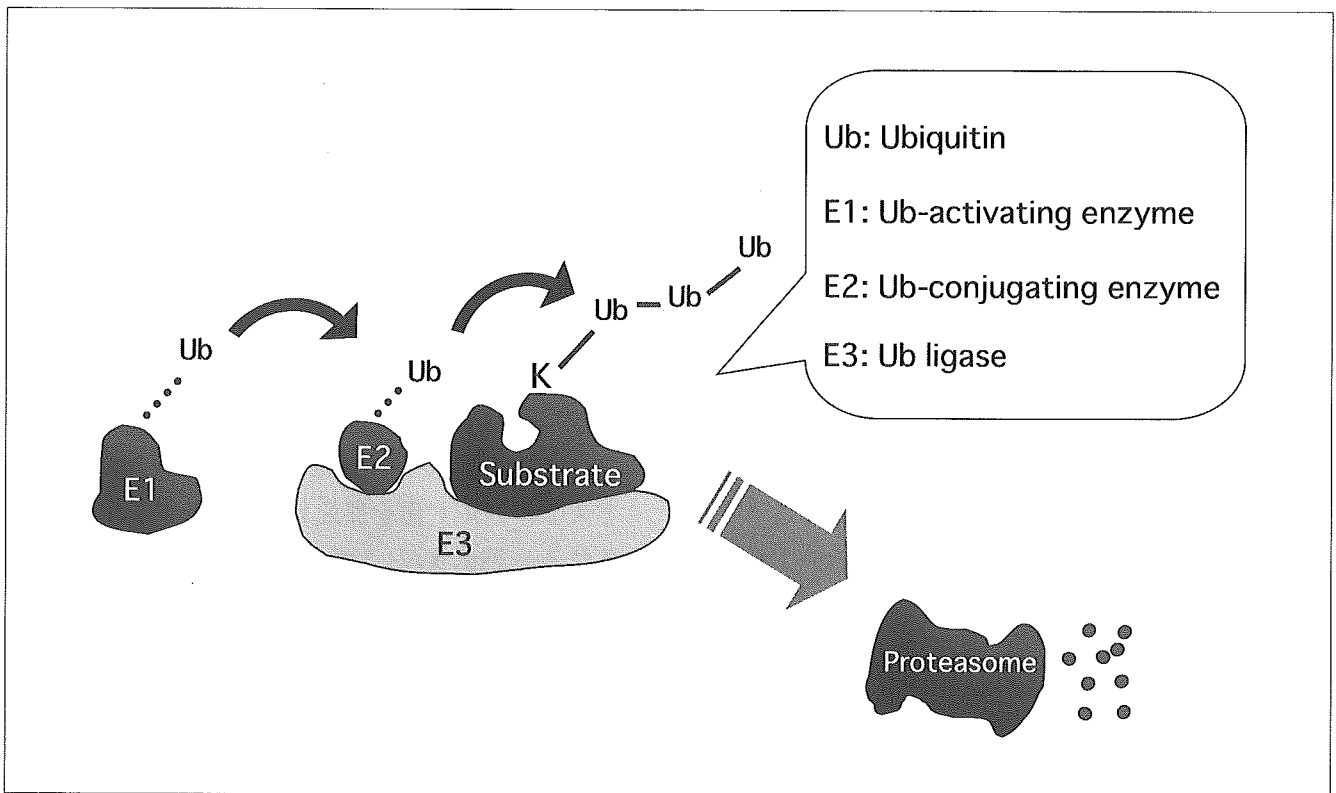 Ub: Ubiquitin
E1: Ub-activating enzyme
E2: Ub-conjugating enzyme
E3: Ub ligase
Ub
Ub
Ub
Ub
Ub
K
E1
E2
Substrate
E3
Proteasome